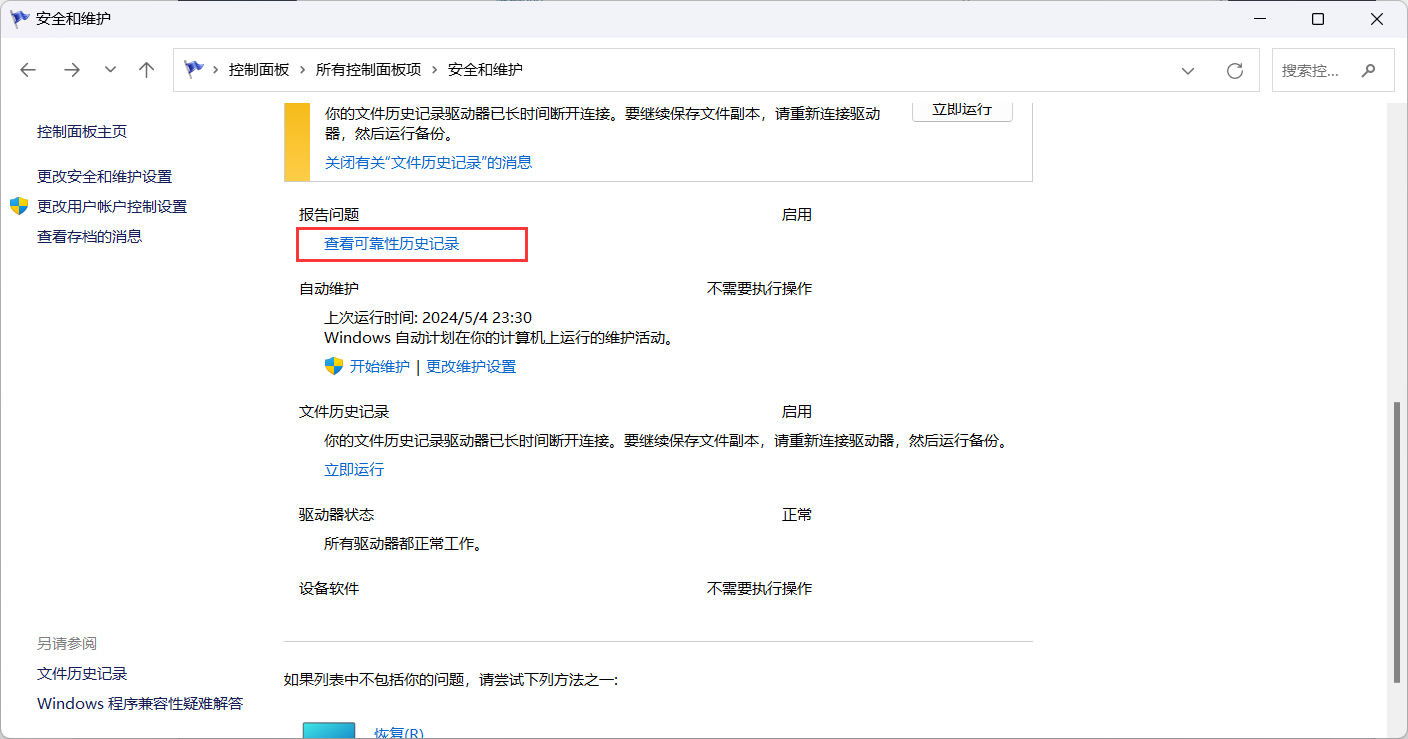 安全和维护
控制面板 › 所有控制面板项 › 安全和维护
搜索控...
控制面板主页
更改安全和维护设置
更改用户帐户控制设置
查看存档的消息
你的文件历史记录驱动器已长时间断开连接。要继续保存文件副本，请重新连接驱动
器，然后运行备份。
立即运行
关闭有关“文件历史记录”的消息
报告问题 启用
查看可靠性历史记录
自动维护 不需要执行操作
上次运行时间: 2024/5/4 23:30
Windows 自动计划在你的计算机上运行的维护活动。
开始维护 | 更改维护设置
文件历史记录 启用
你的文件历史记录驱动器已长时间断开连接。要继续保存文件副本，请重新连接驱动器，然后运行备份。
立即运行
驱动器状态 正常
所有驱动器都正常工作。
设备软件 不需要执行操作
如果列表中不包括你的问题，请尝试下列方法之一:
恢复(R)
另请参阅
文件历史记录
Windows 程序兼容性疑难解答